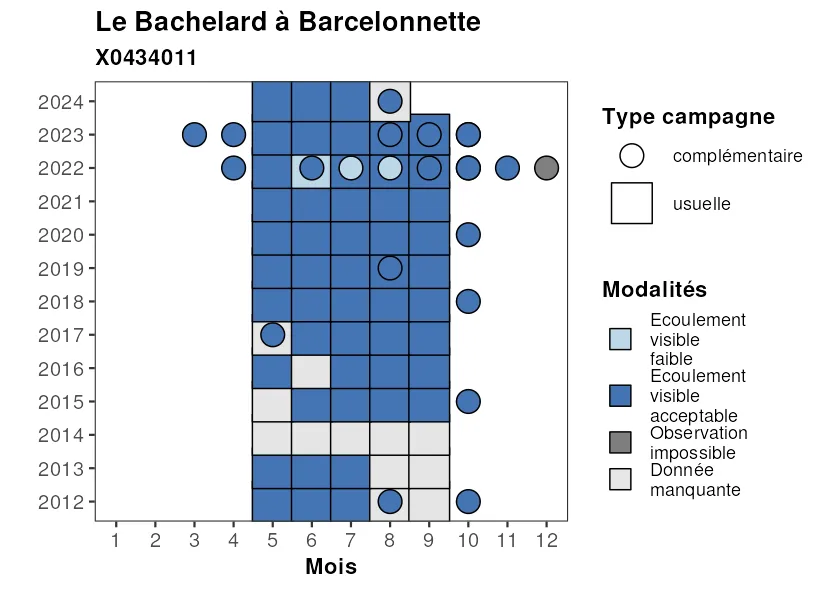 Le Bachelard à Barcelonnette
X0434011
2024
2023
2022
2021
2020
2019
2018
2017
2016
2015
2014
2013
2012
1 2 3 4 5 6 7 8 9 10 11 12
Mois
Type campagne
complémentaire
usuelle
Modalités
Ecoulement
visible
faible
Ecoulement
visible
acceptable
Observation
impossible
Donnée
manquante